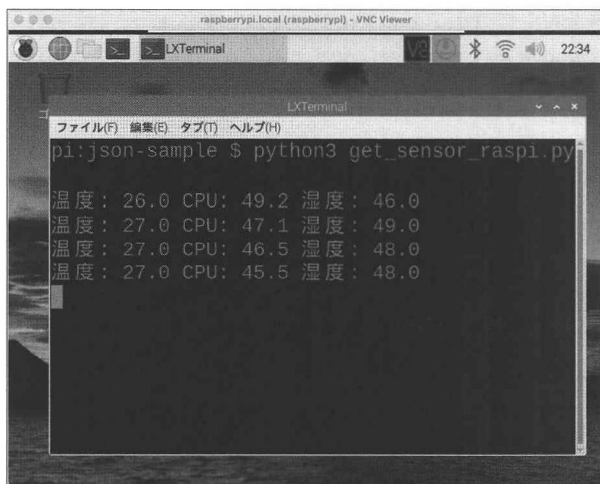 raspberrypi.local (raspberrypi) - VNC Viewer
LXTerminal
22:34
LXTerminal
ファイル(F) 編集(E) タブ(T) ヘルプ(H)
pi:json-sample $ python3 get_sensor_raspi.py
温度: 26.0 CPU: 49.2 湿度: 46.0
温度: 27.0 CPU: 47.1 湿度: 49.0
温度: 27.0 CPU: 46.5 湿度: 48.0
温度: 27.0 CPU: 45.5 湿度: 48.0